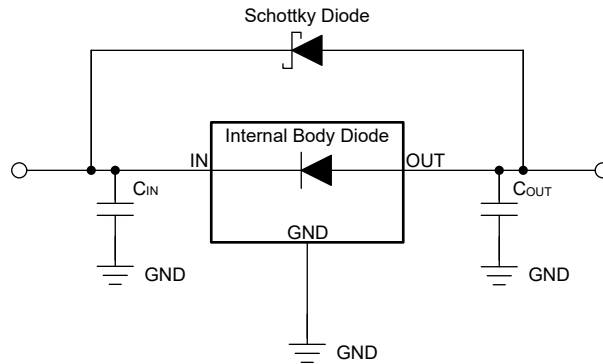 Schottky Diode
Internal Body Diode
IN
OUT
CIN
COUT
GND
GND
GND
GND